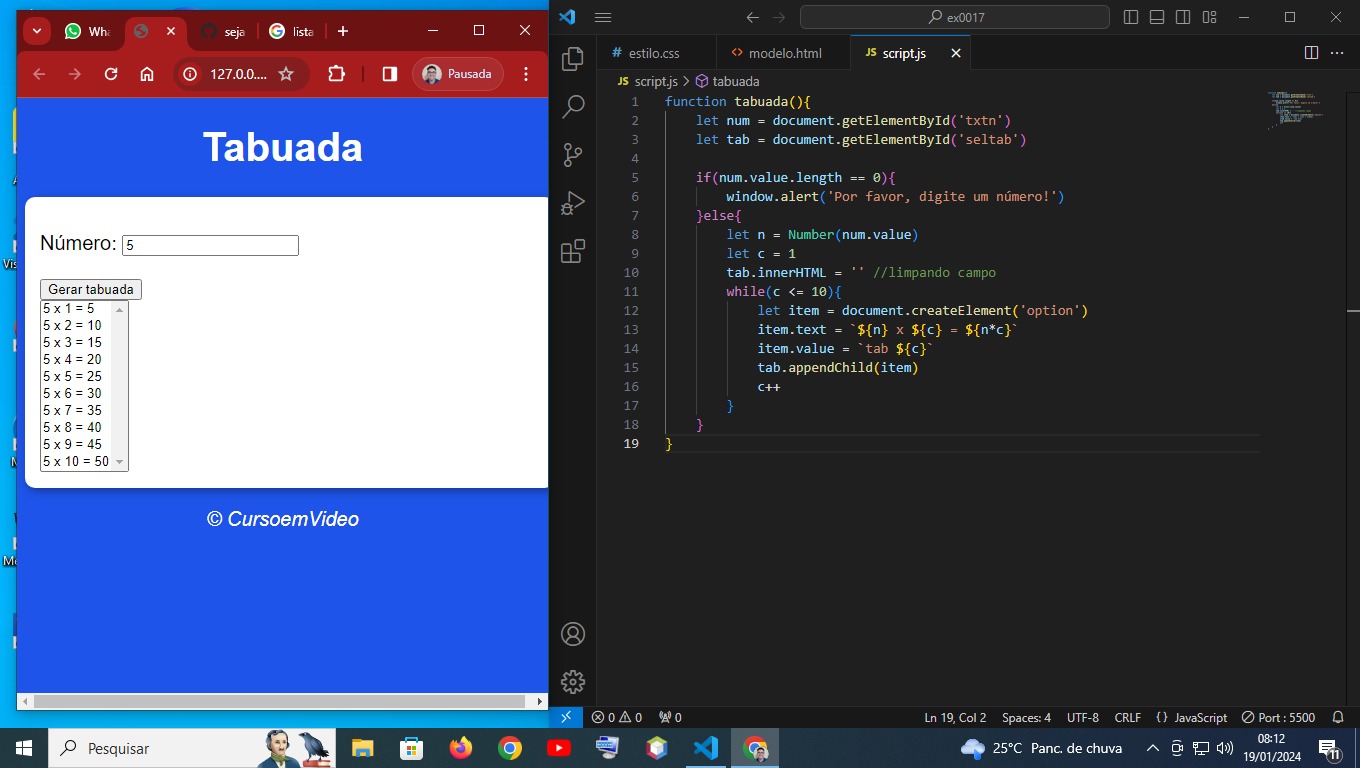 Wh
seja
lista
127.0.0....
Pausada
Tabuada
Número: 5
Gerar tabuada
5 x 1 = 5
5 x 2 = 10
5 x 3 = 15
5 x 4 = 20
5 x 5 = 25
5 x 6 = 30
5 x 7 = 35
5 x 8 = 40
5 x 9 = 45
5 x 10 = 50
© CursoemVideo
ex0017
# estilo.css
<> modelo.html
JS script.js
JS script.js > tabuada
1 function tabuada(){
2 let num = document.getElementById('txtn')
3 let tab = document.getElementById('seltab')
4
5 if(num.value.length == 0){
6 window.alert('Por favor, digite um número!')
7 }else{
8 let n = Number(num.value)
9 let c = 1
10 tab.innerHTML = '' //limpando campo
11 while(c <= 10){
12 let item = document.createElement('option')
13 item.text = `${n} x ${c} = ${n*c}`
14 item.value = `tab ${c}`
15 tab.appendChild(item)
16 c++
17 }
18 }
19 }
0 0 0
Ln 19, Col 2 Spaces: 4 UTF-8 CRLF {} JavaScript Port : 5500
Pesquisar
25°C Panc. de chuva
08:12
19/01/2024
11